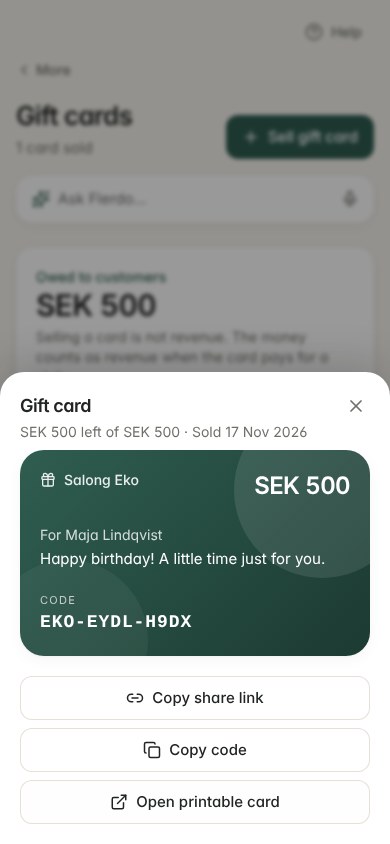 Help
More
Gift cards
1 card sold
Sell gift card
Ask Fierdo...
Owed to customers
SEK 500
Selling a card is not revenue. The money
counts as revenue when the card pays for a
Gift card
SEK 500 left of SEK 500 · Sold 17 Nov 2026
Salong Eko
SEK 500
For Maja Lindqvist
Happy birthday! A little time just for you.
CODE
EKO-EYDL-H9DX
Copy share link
Copy code
Open printable card